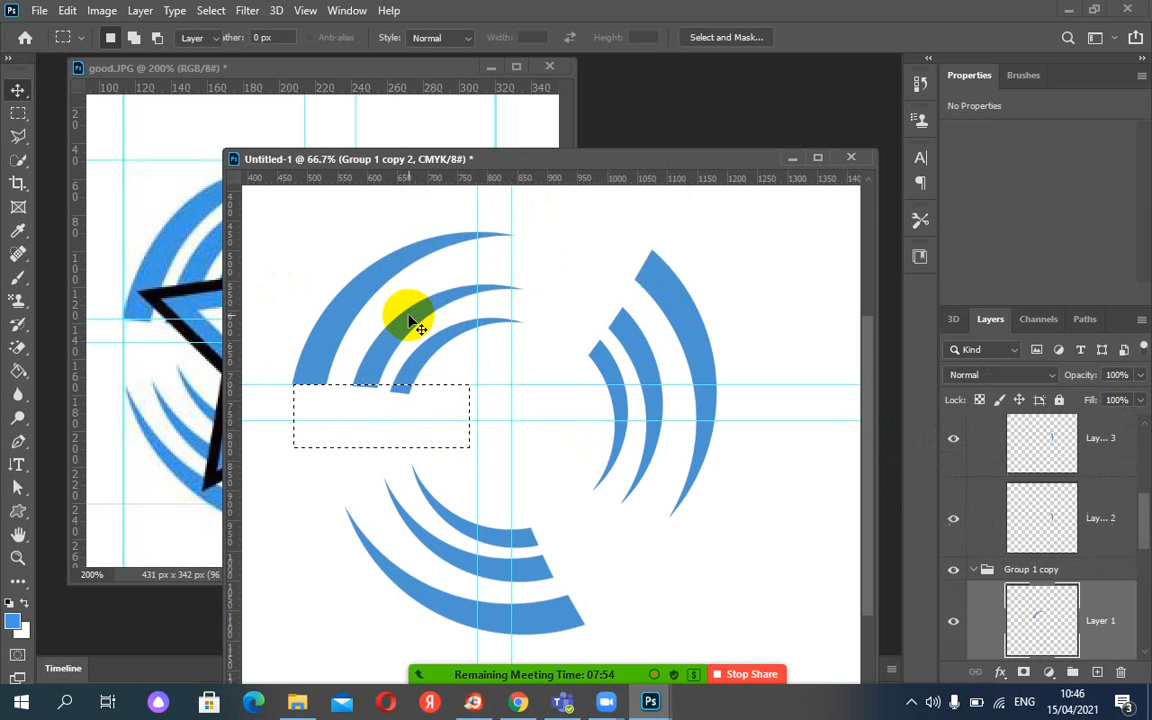 Ps File Edit Image Layer Type Select Filter 3D View Window Help
Layer ther: 0 px Anti-alias Style: Normal Width: Height: Select and Mask...
Ps good.JPG @ 200% (RGB/8#) *
100 120 140 160 180 200 220 240 260 280 300 320 340
Ps Untitled-1 @ 66.7% (Group 1 copy 2, CMYK/8#) *
400 450 500 550 600 650 700 750 800 850 900 950 1000 1050 1100 1150 1200 1250 1300 1350
200% 431 px x 342 px (96
Timeline
Properties Brushes
No Properties
3D Layers Channels Paths
Kind
Normal Opacity: 100%
Lock: Fill: 100%
Lay... 3
Lay... 2
Group 1 copy
Layer 1
Remaining Meeting Time: 07:54 Stop Share
ENG
10:46
15/04/2021
3